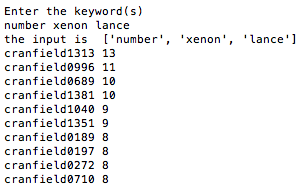 Enter the keyword(s)
number xenon lance
the input is  ['number', 'xenon', 'lance']
cranfield1313 13
cranfield0996 11
cranfield0689 10
cranfield1381 10
cranfield1040 9
cranfield1351 9
cranfield0189 8
cranfield0197 8
cranfield0272 8
cranfield0710 8